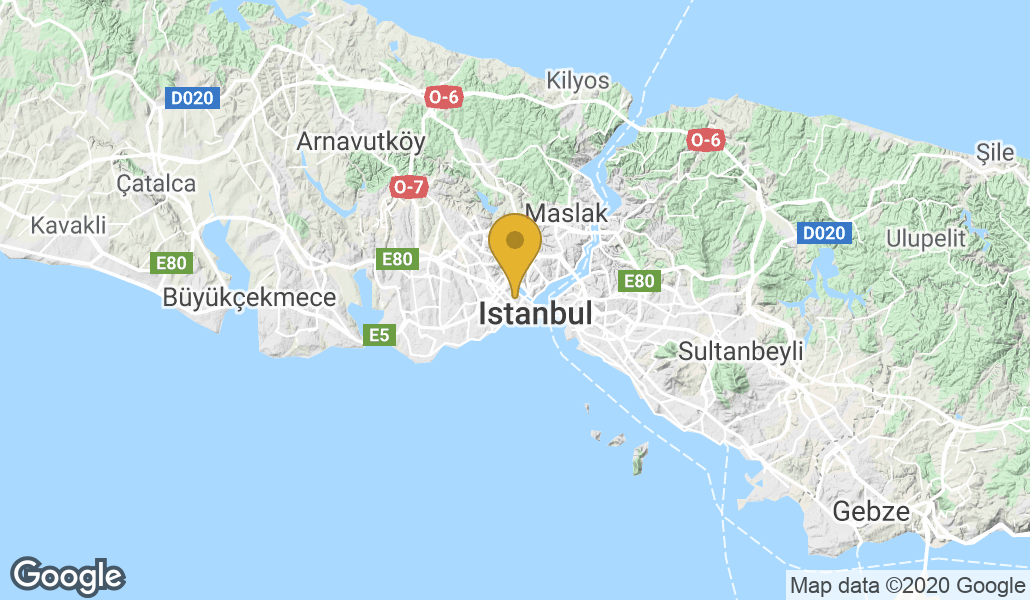 Kilyos
D020
O-6
O-6
Arnavutköy
Şile
Çatalca
O-7
Maslak
Kavakli
D020
Ulupelit
E80
E80
E80
Büyükçekmece
Istanbul
E5
Sultanbeyli
Gebze
Google
Map data ©2020 Google